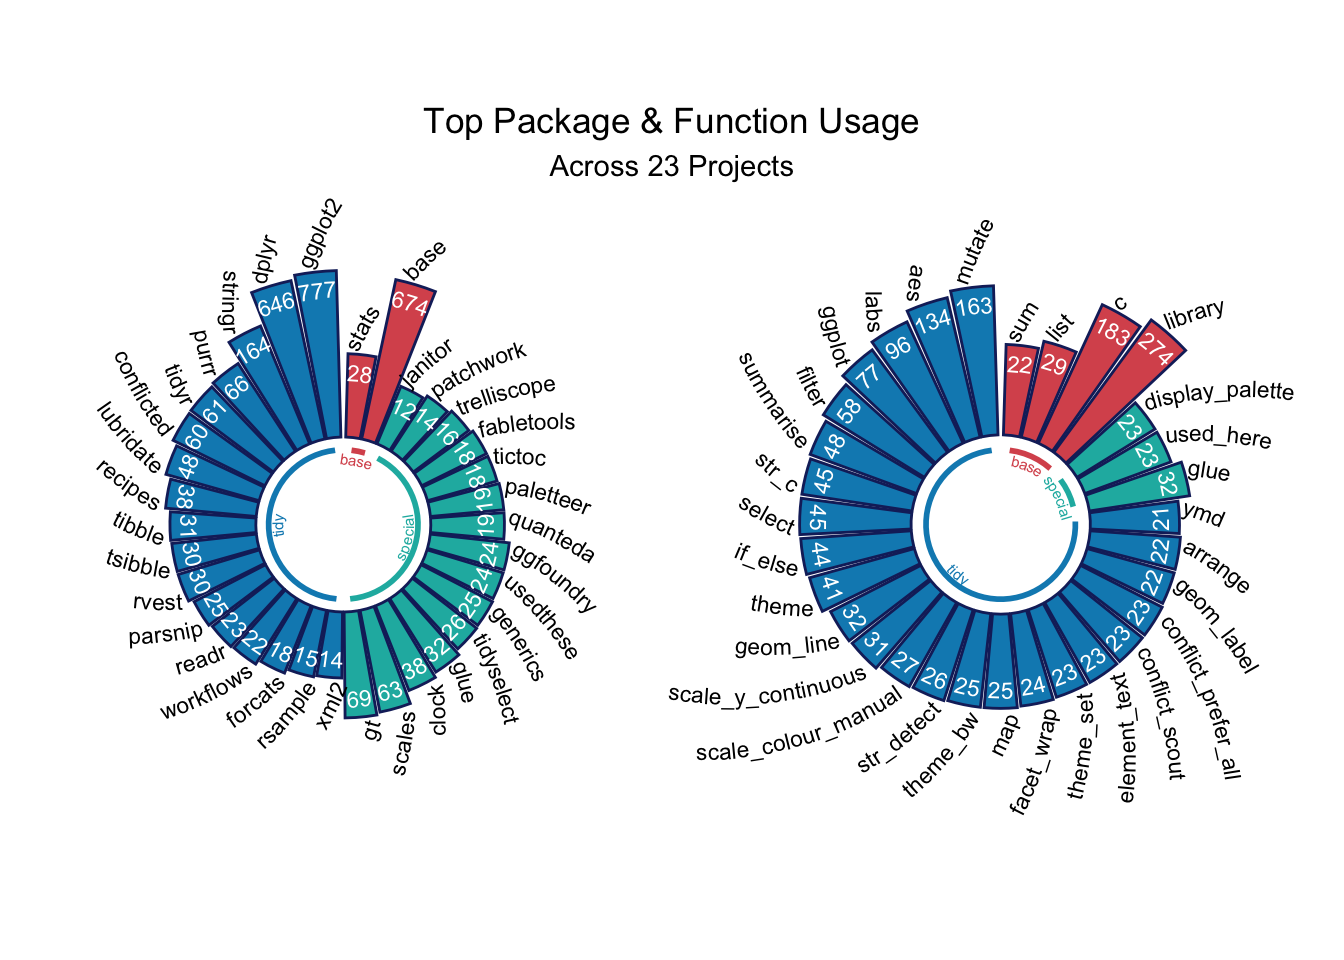 Top Package & Function Usage
Across 23 Projects
stats
28
base
674
janitor
12
patchwork
14
trelliscope
16
fabletools
18
tictoc
18
paletteer
19
quanteda
19
ggfoundry
24
usedthese
24
generics
25
tidyselect
26
glue
32
clock
38
scales
63
gt
69
xml2
14
rsample
15
forcats
18
workflows
22
readr
23
parsnip
25
rvest
30
tsibble
30
tibble
31
recipes
38
lubridate
48
conflicted
60
tidyr
61
purrr
66
stringr
164
dplyr
646
ggplot2
777
base
special
tidy
sum
22
list
29
c
183
library
274
display_palette
23
used_here
23
glue
32
ymd
21
arrange
22
geom_label
22
conflict_prefer_all
23
conflict_scout
23
element_text
23
theme_set
23
facet_wrap
24
map
25
theme_bw
25
str_detect
26
scale_colour_manual
27
scale_y_continuous
31
geom_line
32
theme
41
if_else
44
select
45
str_c
45
summarise
48
filter
58
ggplot
77
labs
96
aes
134
mutate
163
base
special
tidy